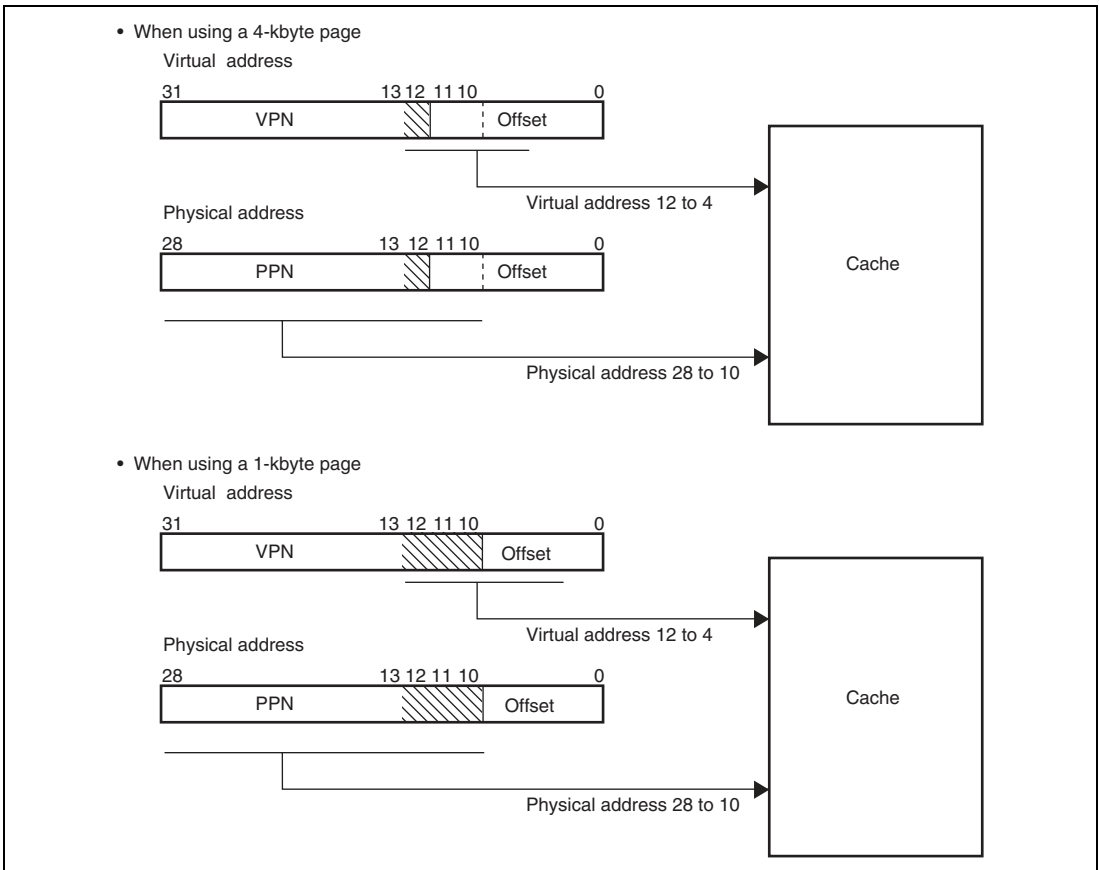 • When using a 4-kbyte page
Virtual address
31 13 12 11 10 0
VPN Offset
Virtual address 12 to 4
Physical address
28 13 12 11 10 0
PPN Offset
Cache
Physical address 28 to 10
• When using a 1-kbyte page
Virtual address
31 13 12 11 10 0
VPN Offset
Virtual address 12 to 4
Physical address
28 13 12 11 10 0
PPN Offset
Cache
Physical address 28 to 10